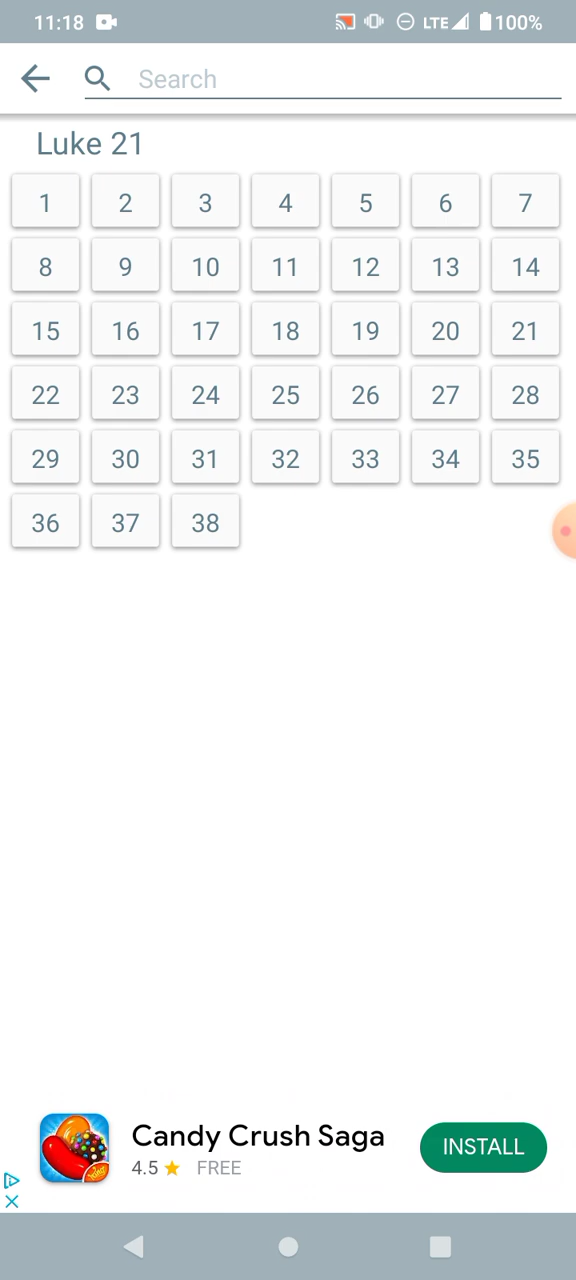 11:18 LTE 100%
Search
Luke 21
1 2 3 4 5 6 7
8 9 10 11 12 13 14
15 16 17 18 19 20 21
22 23 24 25 26 27 28
29 30 31 32 33 34 35
36 37 38
Candy Crush Saga
4.5 FREE
INSTALL